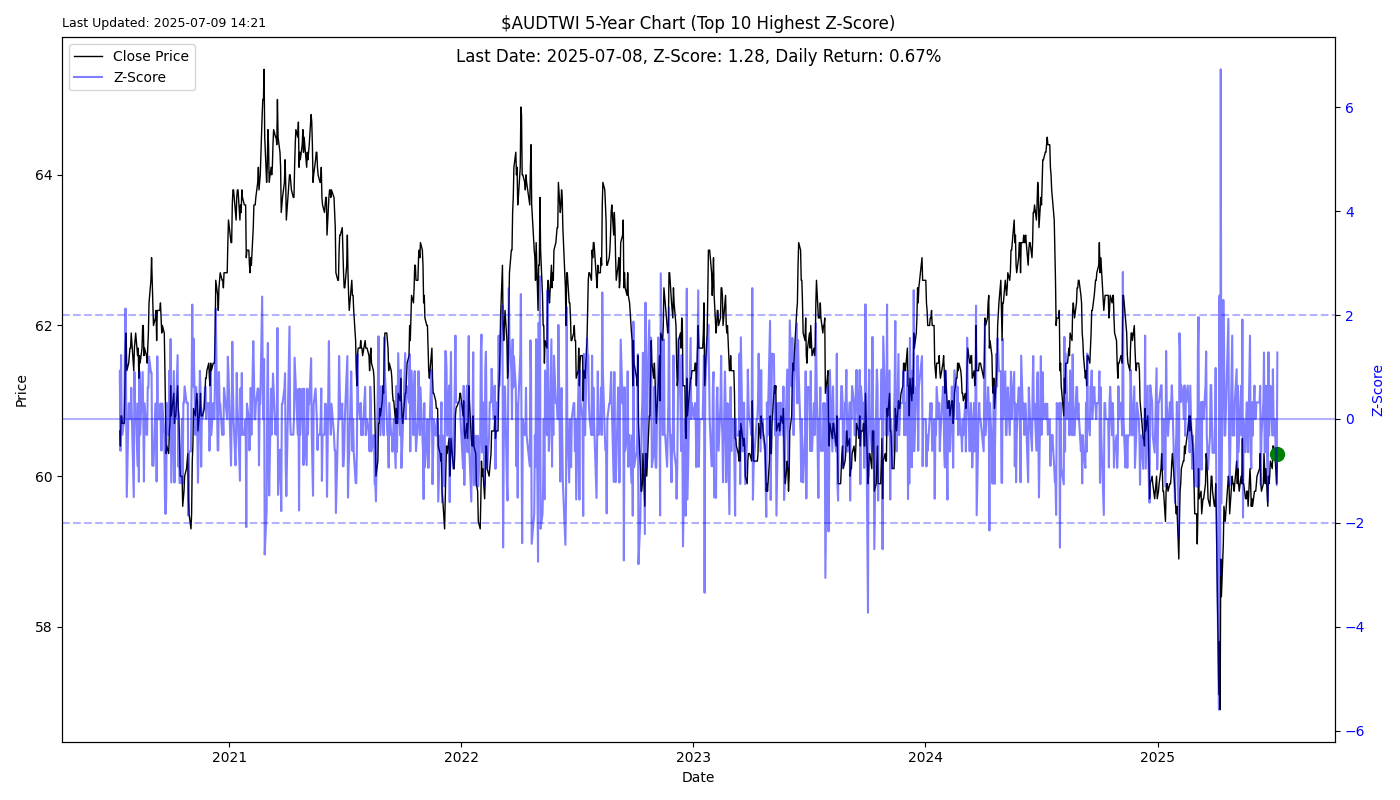 Last Updated: 2025-07-09 14:21
$AUDTWI 5-Year Chart (Top 10 Highest Z-Score)
Last Date: 2025-07-08, Z-Score: 1.28, Daily Return: 0.67%
Close Price
Z-Score
64
62
60
58
Price
6
4
2
0
−2
−4
−6
Z-Score
2021
2022
2023
2024
2025
Date